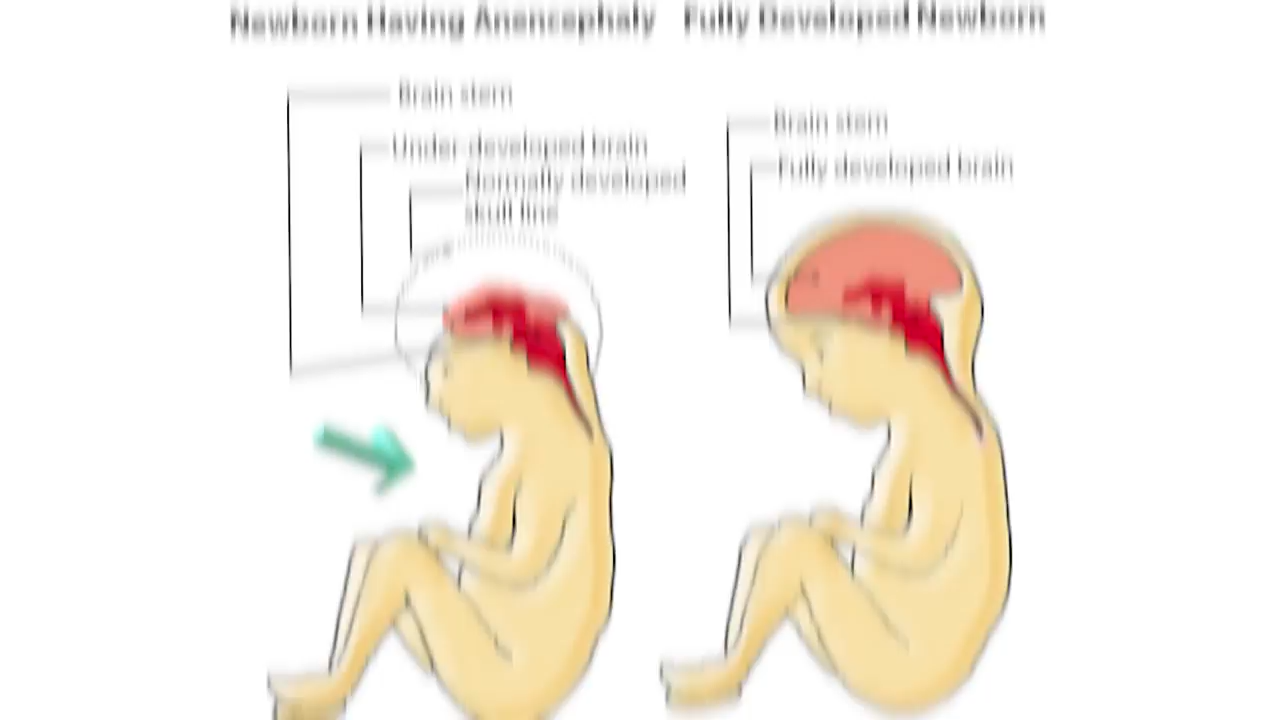 Newborn Having Anencephaly
Fully Developed Newborn
Brain stem
Under developed brain
Normally developed
skull line
Brain stem
Fully developed brain